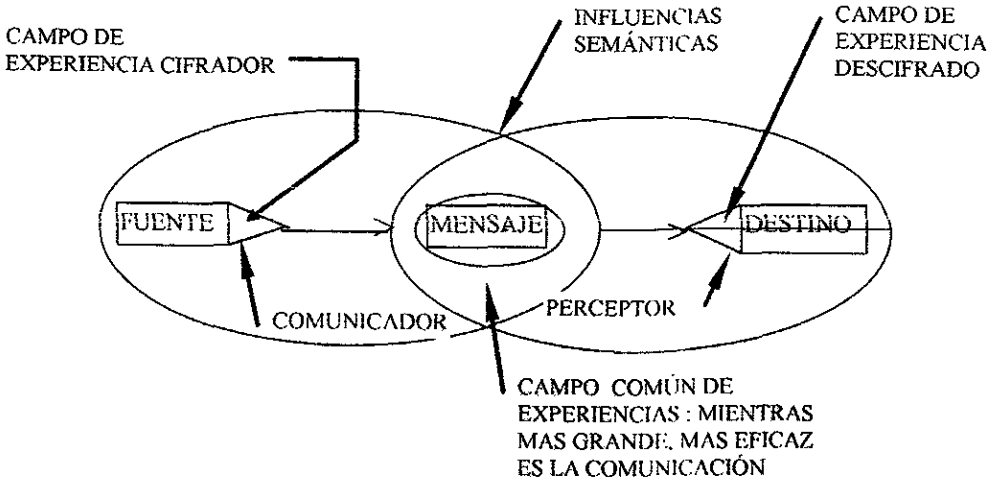 CAMPO DE
EXPERIENCIA CIFRADOR
INFLUENCIAS
SEMÁNTICAS
CAMPO DE
EXPERIENCIA
DESCIFRADO
FUENTE
MENSAJE
DESTINO
COMUNICADOR
PERCEPTOR
CAMPO COMÚN DE
EXPERIENCIAS : MIENTRAS
MAS GRANDE, MAS EFICAZ
ES LA COMUNICACIÓN